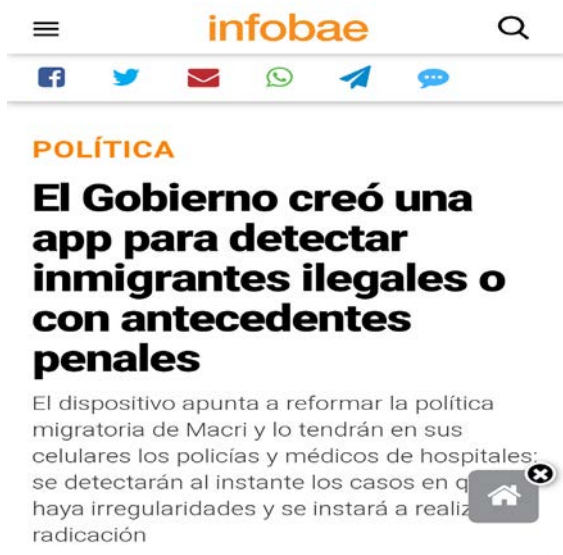 infobae
POLÍTICA
El Gobierno creó una
app para detectar
inmigrantes ilegales o
con antecedentes
penales
El dispositivo apunta a reformar la política
migratoria de Macri y lo tendrán en sus
celulares los policías y médicos de hospitales:
se detectarán al instante los casos en
haya irregularidades y se instará a
radicación